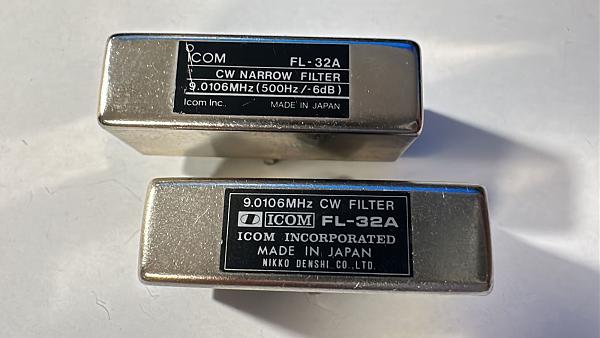 ICOM FL-32A
CW NARROW FILTER
9.0106MHz (500Hz/-6dB)
Icom Inc. MADE IN JAPAN
9.0106MHz CW FILTER
ICOM FL-32A
ICOM INCORPORATED
MADE IN JAPAN
NIKKO DENSHI CO., LTD.